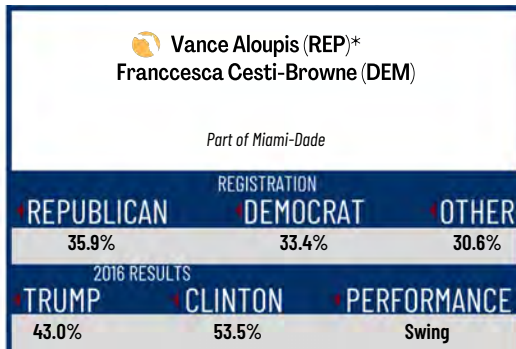 Vance Aloupis (REP)*
Franccesca Cesti-Browne (DEM)
Part of Miami-Dade
REGISTRATION
REPUBLICAN DEMOCRAT OTHER
35.9% 33.4% 30.6%
2016 RESULTS
TRUMP CLINTON PERFORMANCE
43.0% 53.5% Swing